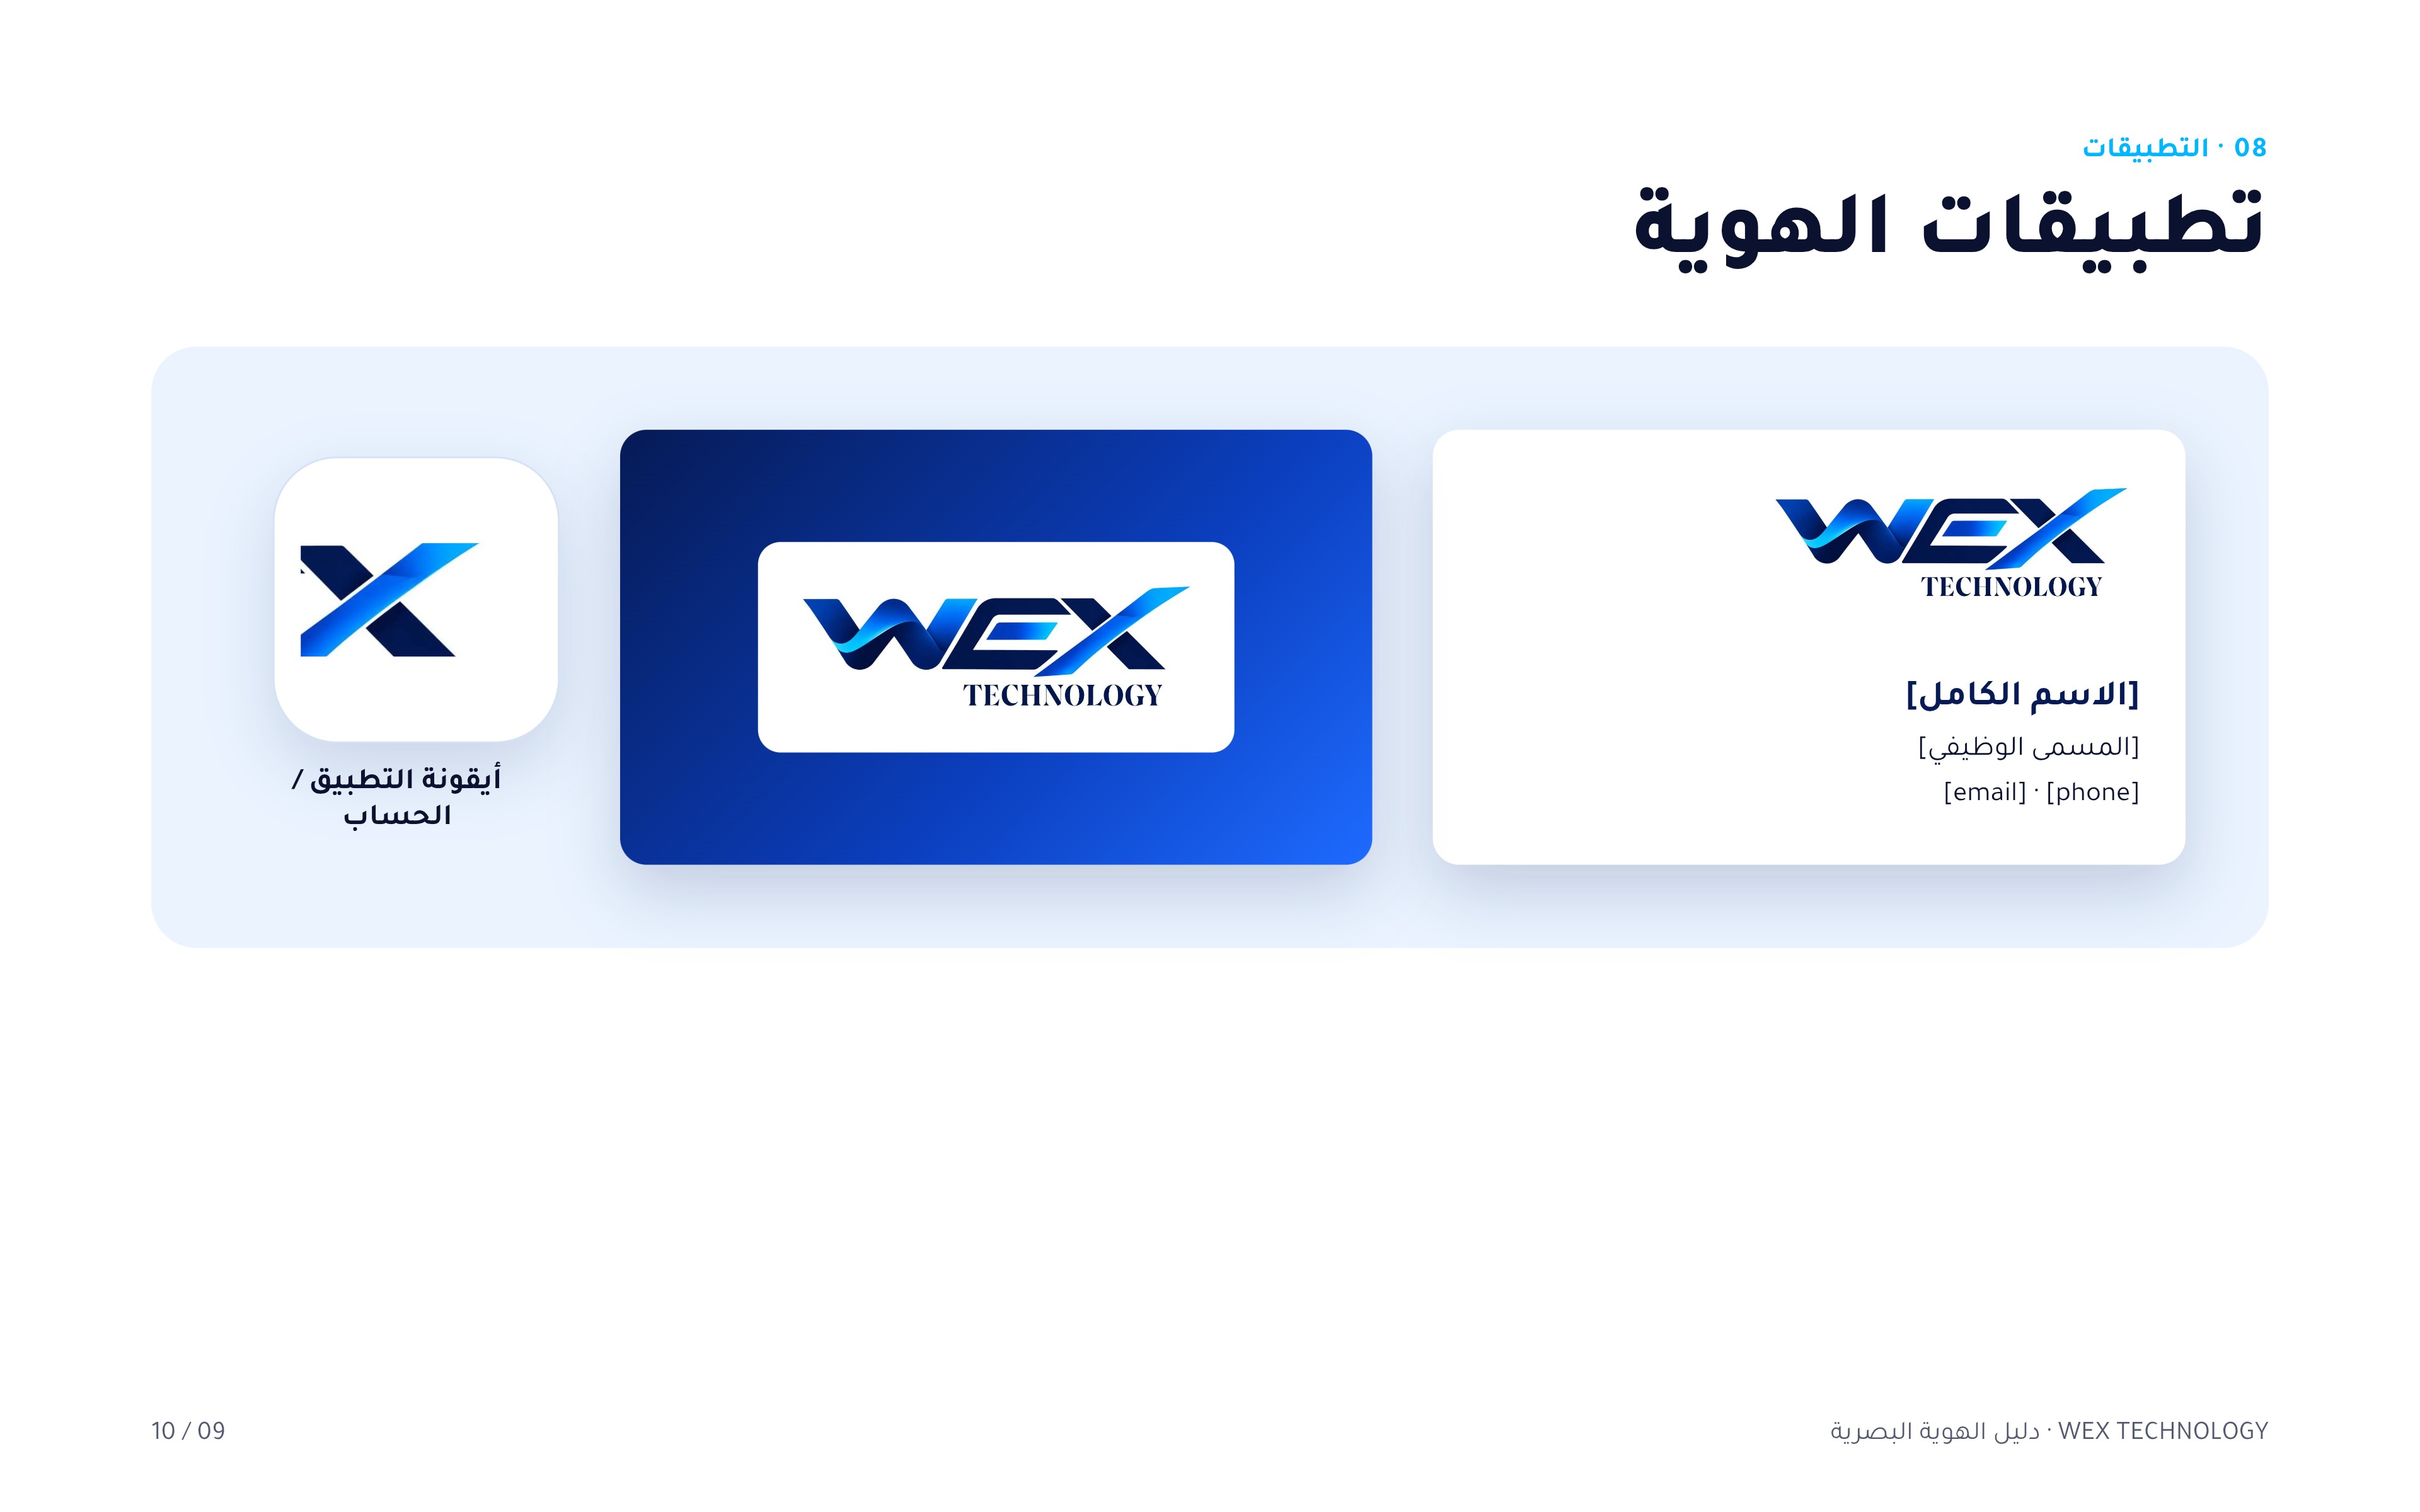 08 · التطبيقات
تطبيقات الهوية
WEX
TECHNOLOGY
[الاسم الكامل]
[المسمى الوظيفي]
[phone] · [email]
WEX
TECHNOLOGY
X
أيقونة التطبيق /
الحساب
WEX TECHNOLOGY · دليل الهوية البصرية
10 / 09